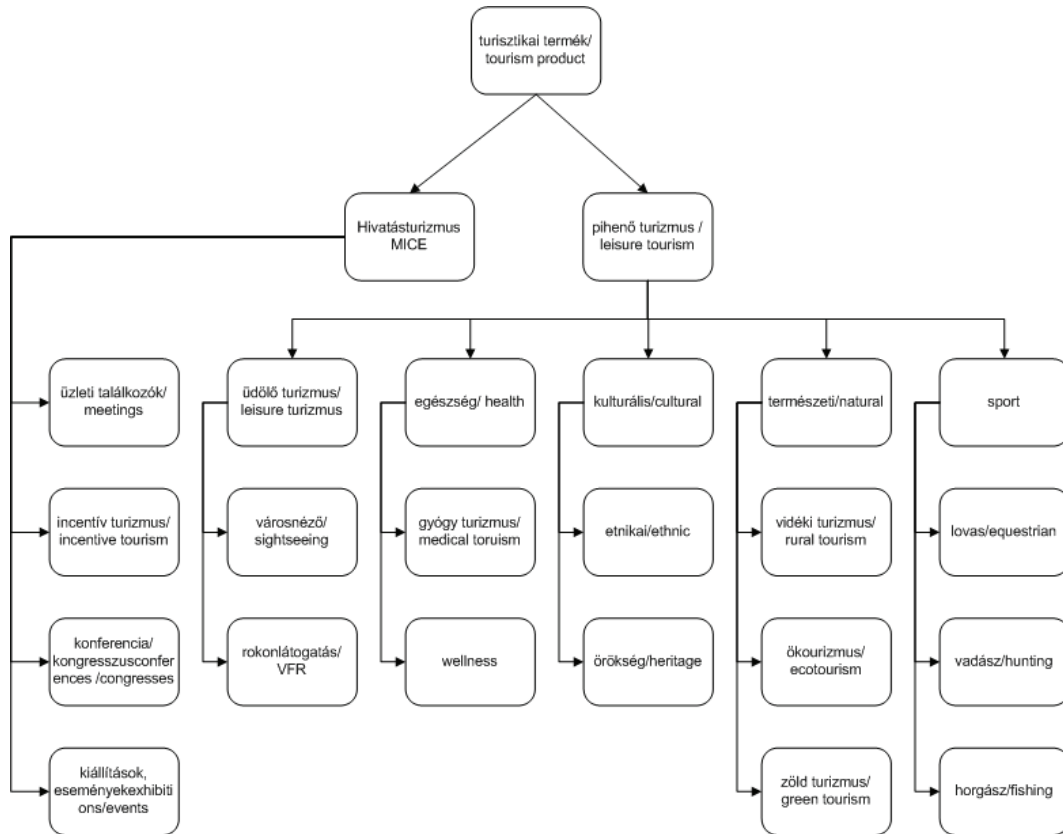 turisztikai termék/
tourism product
Hivatásturizmus
MICE
pihenő turizmus /
leisure tourism
üzleti találkozók/
meetings
üdölő turizmus/
leisure turizmus
egészség/ health
kulturális/cultural
természeti/natural
sport
incentív turizmus/
incentive tourism
városnéző/
sightseeing
gyógy turizmus/
medical toruism
etnikai/ethnic
vidéki turizmus/
rural tourism
lovas/equestrian
konferencia/
kongresszusconfer
ences /congresses
rokonlátogatás/
VFR
wellness
örökség/heritage
ökourizmus/
ecotourism
vadász/hunting
kiállítások,
eseményekexhibiti
ons/events
zöld turizmus/
green tourism
horgász/fishing